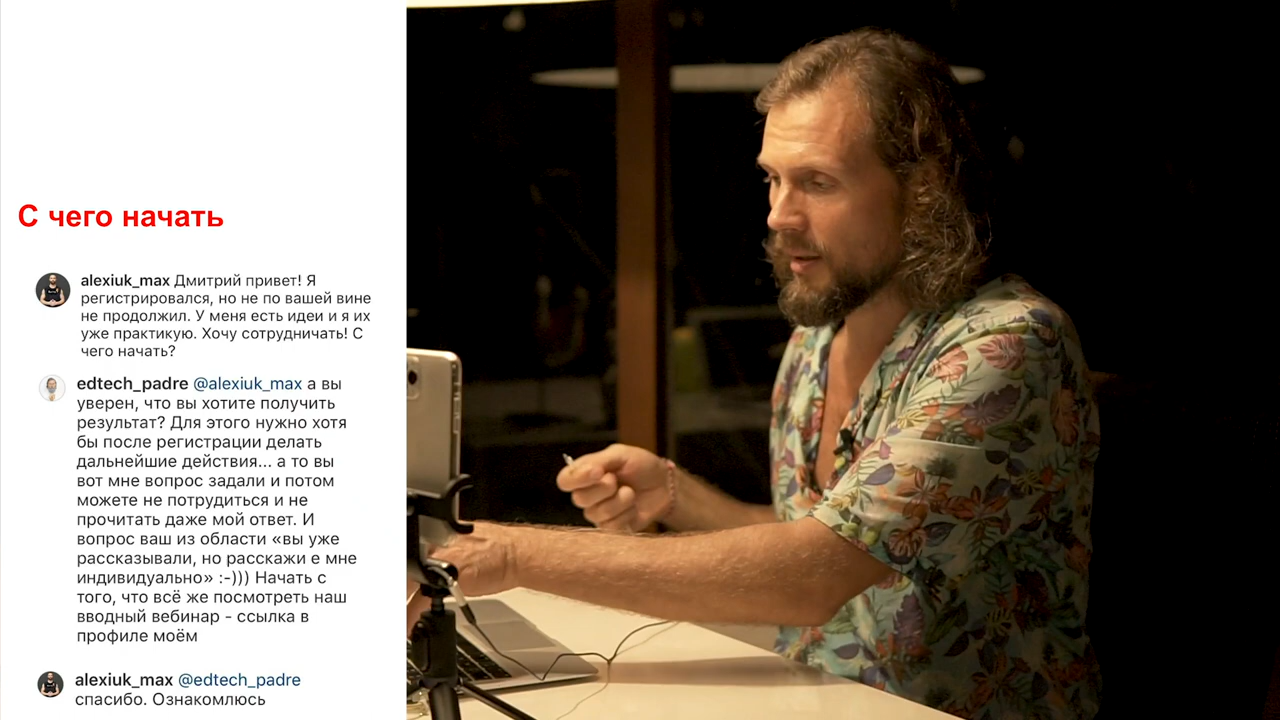 С чего начать
alexiuk_max Дмитрий привет! Я
регистрировался, но не по вашей вине
не продолжил. У меня есть идеи и я их
уже практикую. Хочу сотрудничать! С
чего начать?
edtech_padre @alexiuk_max а вы
уверен, что вы хотите получить
результат? Для этого нужно хотя
бы после регистрации делать
дальнейшие действия... а то вы
вот мне вопрос задали и потом
можете не потрудиться и не
прочитать даже мой ответ. И
вопрос ваш из области «вы уже
рассказывали, но расскажи е мне
индивидуально» :-))) Начать с
того, что всё же посмотреть наш
вводный вебинар - ссылка в
профиле моём
alexiuk_max @edtech_padre
спасибо. Ознакомлюсь